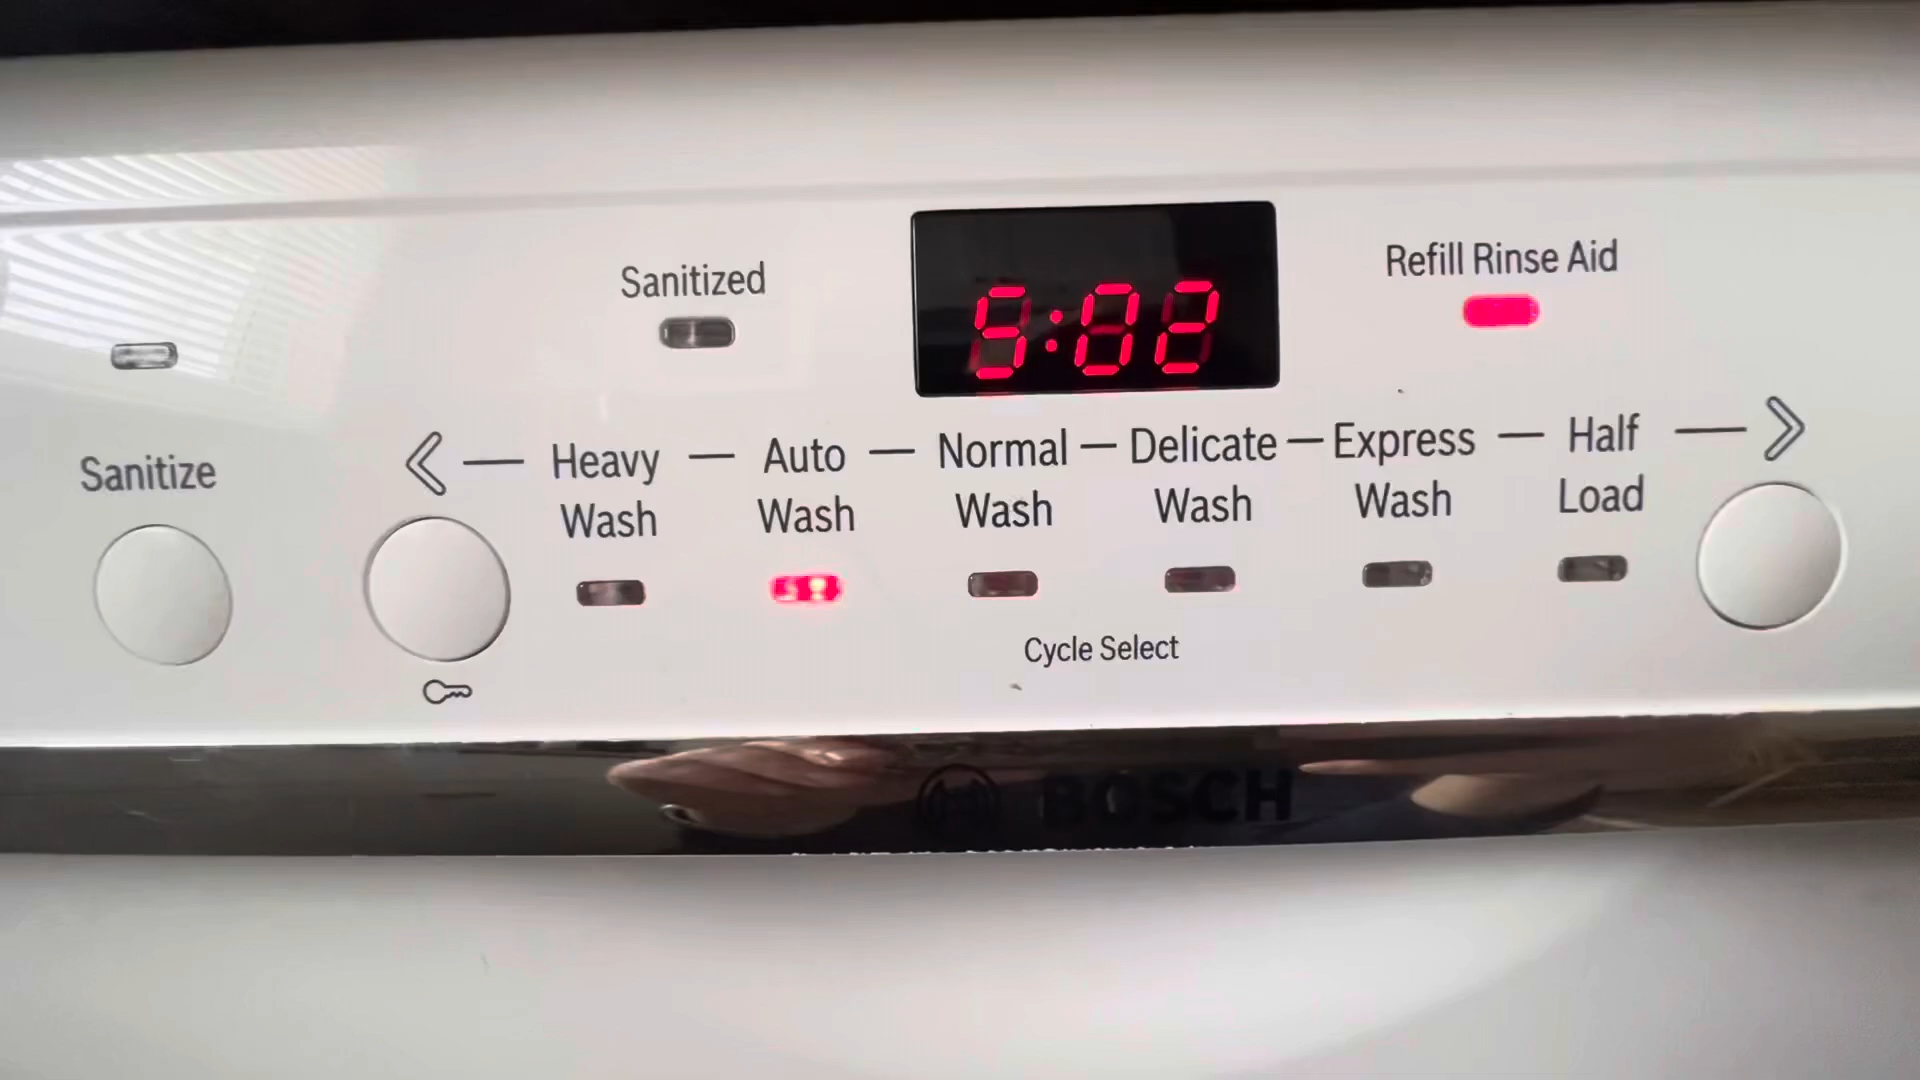 Sanitized
5:02
Refill Rinse Aid
Sanitize
Heavy Wash
Auto Wash
Normal Wash
Delicate Wash
Express Wash
Half Load
Cycle Select
BOSCH